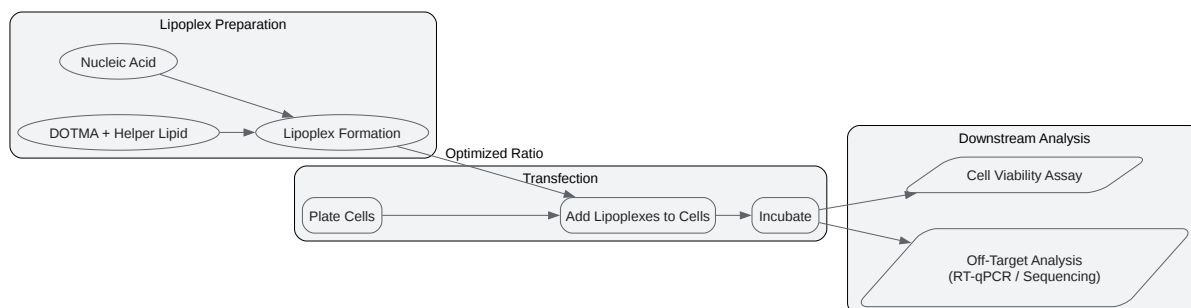 Lipoplex Preparation
Nucleic Acid
DOTMA + Helper Lipid
Lipoplex Formation
Optimized Ratio
Transfection
Plate Cells
Add Lipoplexes to Cells
Incubate
Downstream Analysis
Cell Viability Assay
Off-Target Analysis
(RT-qPCR / Sequencing)